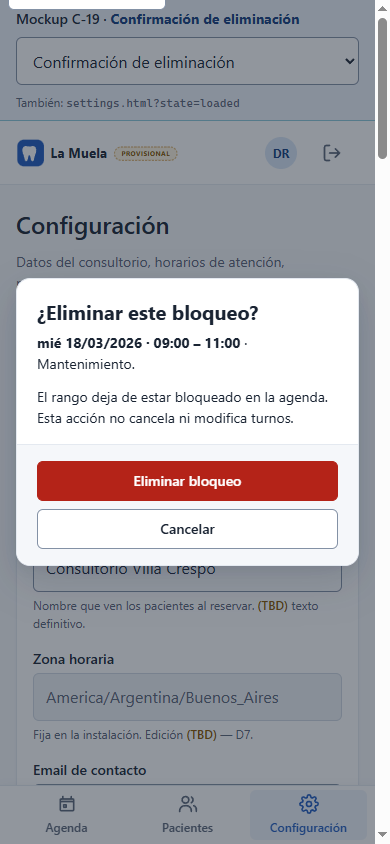 Mockup C-19 · Confirmación de eliminación
Confirmación de eliminación
También: settings.html?state=loaded
La Muela
PROVISIONAL
DR
Configuración
Datos del consultorio, horarios de atención,
¿Eliminar este bloqueo?
mié 18/03/2026 · 09:00 – 11:00 ·
Mantenimiento.
El rango deja de estar bloqueado en la agenda.
Esta acción no cancela ni modifica turnos.
Eliminar bloqueo
Cancelar
Consultorio Villa Crespo
Nombre que ven los pacientes al reservar. (TBD) texto
definitivo.
Zona horaria
America/Argentina/Buenos_Aires
Fija en la instalación. Edición (TBD) — D7.
Email de contacto
Agenda
Pacientes
Configuración